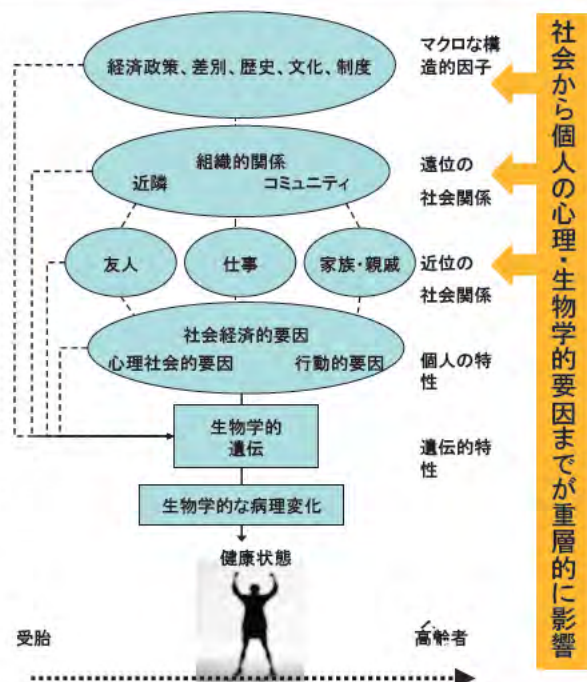 経済政策、差別、歴史、文化、制度
マクロな構
造的因子
組織的関係
近隣
コミュニティ
遠位の
社会関係
友人
仕事
家族・親戚
近位の
社会関係
社会経済的要因
心理社会的要因
行動的要因
個人の特
性
生物学的
遺伝
遺伝的特
性
生物学的な病理変化
健康状態
受胎
高齢者
社会から個人の心理・生物学的要因までが重層的に影響